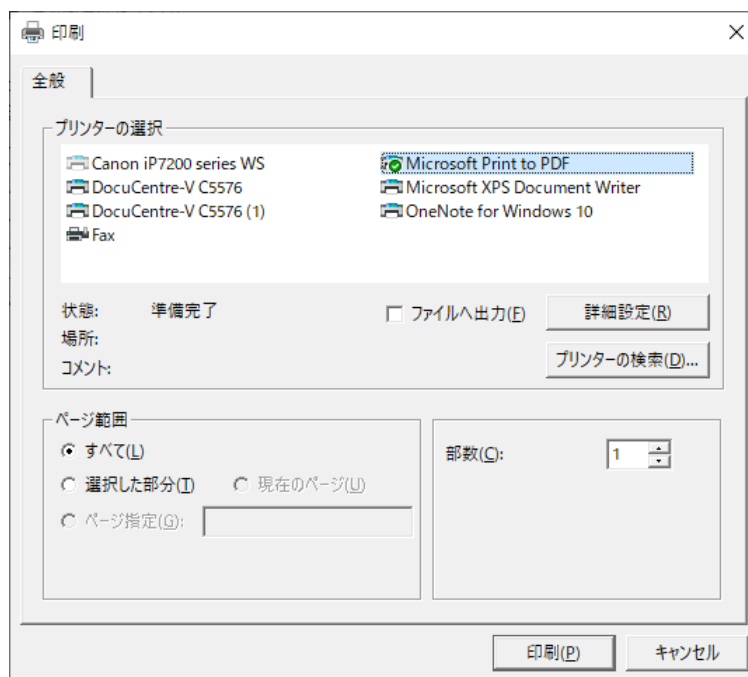 印刷
全般
プリンターの選択
Canon iP7200 series WS
Microsoft Print to PDF
DocuCentre-V C5576
Microsoft XPS Document Writer
DocuCentre-V C5576 (1)
OneNote for Windows 10
Fax
状態: 準備完了
ファイルへ出力(F)
詳細設定(R)
場所:
コメント:
プリンターの検索(D)...
ページ範囲
すべて(L)
選択した部分(T)
現在のページ(U)
ページ指定(G):
部数(C): 1
印刷(P)
キャンセル